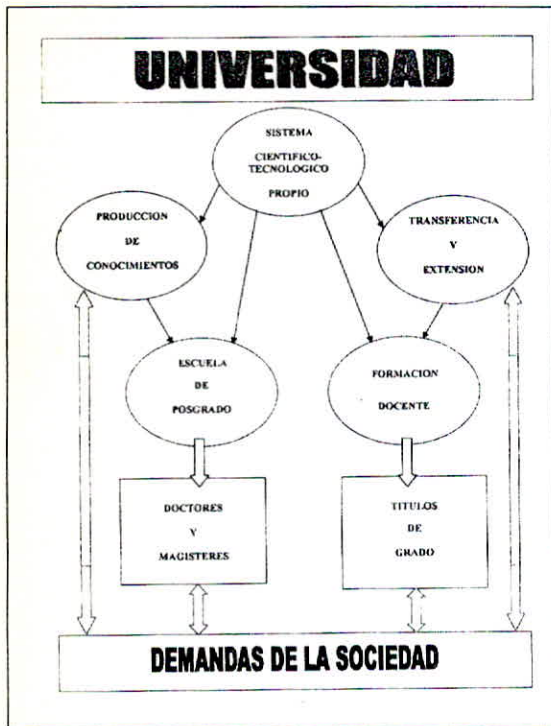 UNIVERSIDAD
SISTEMA
CIENTIFICO-
TECNOLOGICO
PROPIO
PRODUCCION
DE
CONOCIMIENTOS
TRANSFERENCIA
Y
EXTENSION
ESCUELA
DE
POSGRADO
FORMACION
DOCENTE
DOCTORES
Y
MAGISTERES
TITULOS
DE
GRADO
DEMANDAS DE LA SOCIEDAD